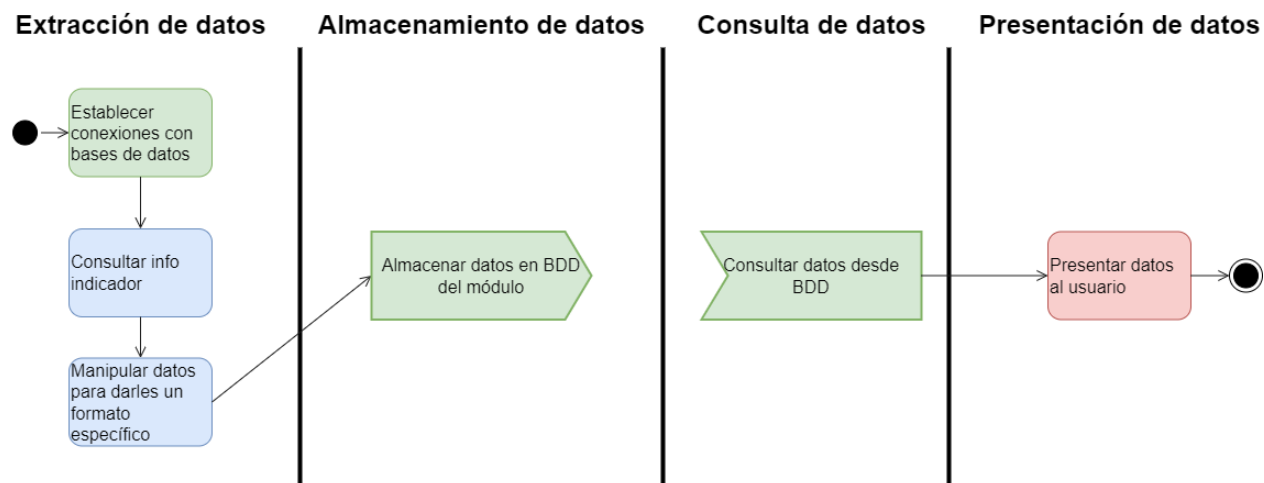 Extracción de datos
Almacenamiento de datos
Consulta de datos
Presentación de datos
Establecer
conexiones con
bases de datos
Consultar info
indicador
Manipular datos
para darles un
formato
específico
Almacenar datos en BDD
del módulo
Consultar datos desde
BDD
Presentar datos
al usuario